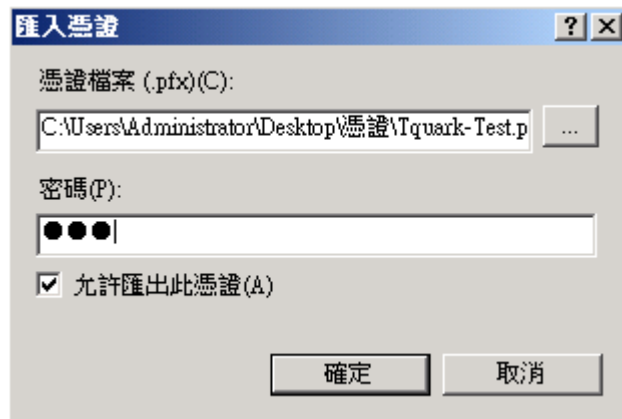 匯入憑證
憑證檔案 (.pfx)(C):
C:\Users\Administrator\Desktop\憑證\Tquark-Test.p
...
密碼(P):
●●●
允許匯出此憑證(A)
確定
取消